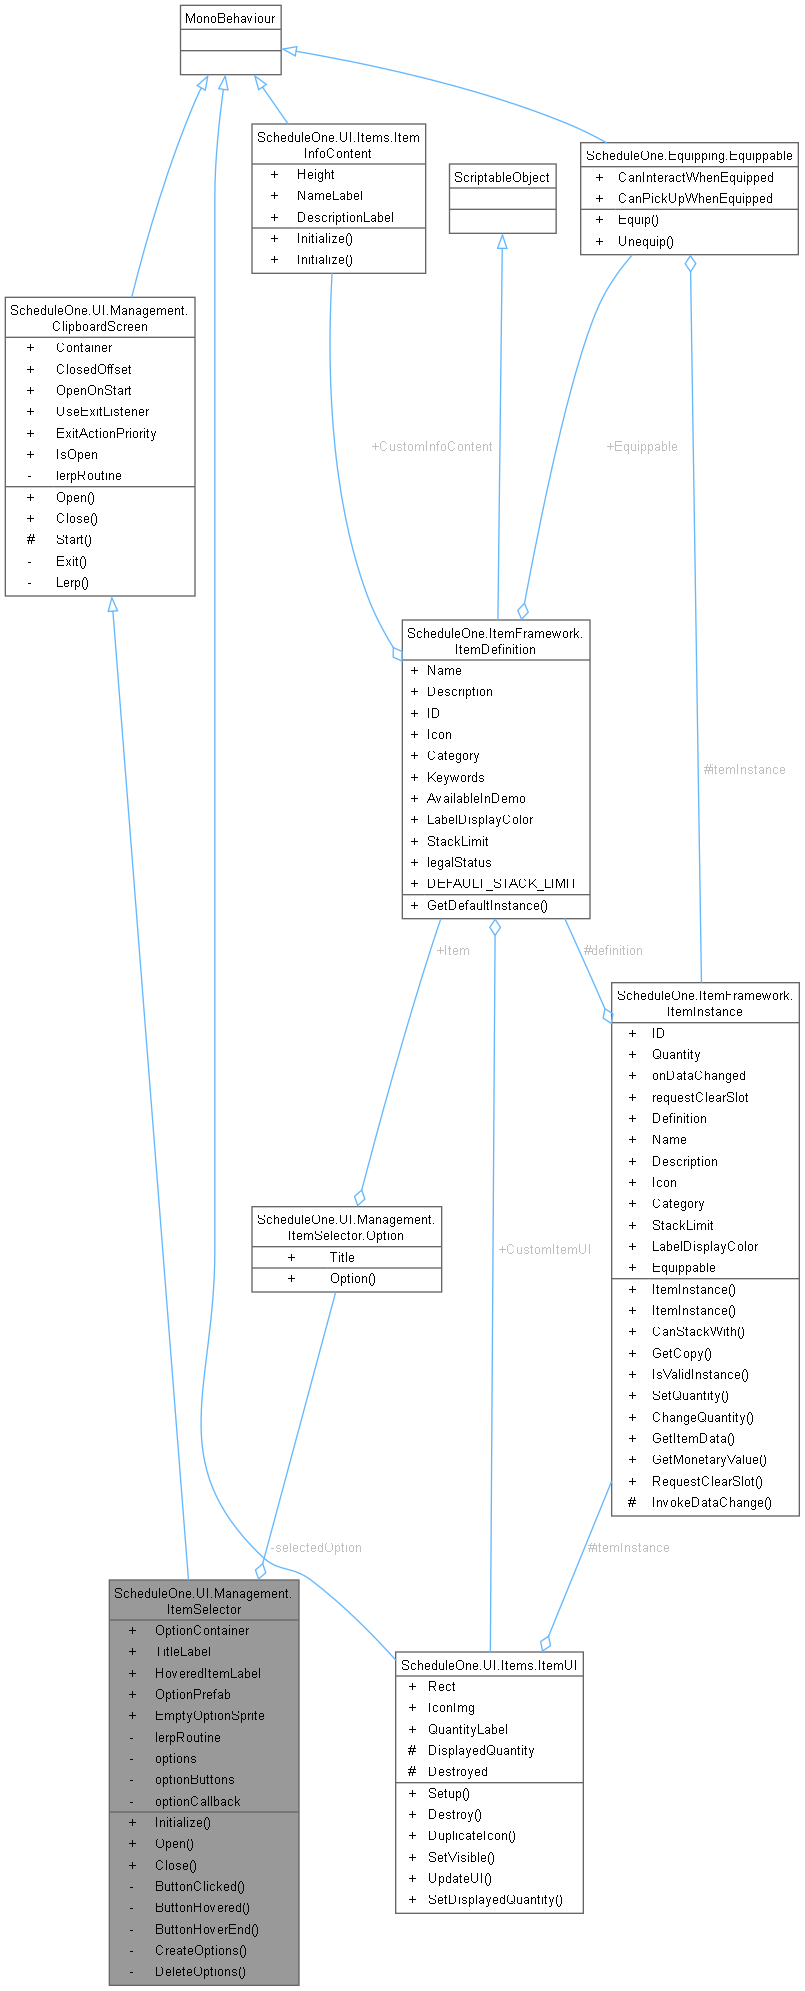 MonoBehaviour
ScheduleOne.UI.Items.Item
InfoContent
+ Height
+ NameLabel
+ DescriptionLabel
+ Initialize()
+ Initialize()
ScheduleOne.Equipping.Equippable
+ CanInteractWhenEquipped
+ CanPickUpWhenEquipped
+ Equip()
+ Unequip()
ScriptableObject
ScheduleOne.UI.Management.
ClipboardScreen
+ Container
+ ClosedOffset
+ OpenOnStart
+ UseExitListener
+ ExitActionPriority
+ IsOpen
- lerpRoutine
+ Open()
+ Close()
# Start()
- Exit()
- Lerp()
+CustomInfoContent
+Equippable
ScheduleOne.ItemFramework.
ItemDefinition
+ Name
+ Description
+ ID
+ Icon
+ Category
+ Keywords
+ AvailableInDemo
+ LabelDisplayColor
+ StackLimit
+ legalStatus
+ DEFAULT_STACK_LIMIT
+ GetDefaultInstance()
#itemInstance
+Item
#definition
ScheduleOne.ItemFramework.
ItemInstance
+ ID
+ Quantity
+ onDataChanged
+ requestClearSlot
+ Definition
+ Name
+ Description
+ Icon
+ Category
+ StackLimit
+ LabelDisplayColor
+ Equippable
+ ItemInstance()
+ ItemInstance()
+ CanStackWith()
+ GetCopy()
+ IsValidInstance()
+ SetQuantity()
+ ChangeQuantity()
+ GetItemData()
+ GetMonetaryValue()
+ RequestClearSlot()
# InvokeDataChange()
ScheduleOne.UI.Management.
ItemSelector.Option
+ Title
+ Option()
+CustomItemUI
-selectedOption
#itemInstance
ScheduleOne.UI.Management.
ItemSelector
+ OptionContainer
+ TitleLabel
+ HoveredItemLabel
+ OptionPrefab
+ EmptyOptionSprite
- lerpRoutine
- options
- optionButtons
- optionCallback
+ Initialize()
+ Open()
+ Close()
- ButtonClicked()
- ButtonHovered()
- ButtonHoverEnd()
- CreateOptions()
- DeleteOptions()
ScheduleOne.UI.Items.ItemUI
+ Rect
+ IconImg
+ QuantityLabel
# DisplayedQuantity
# Destroyed
+ Setup()
+ Destroy()
+ DuplicateIcon()
+ SetVisible()
+ UpdateUI()
+ SetDisplayedQuantity()